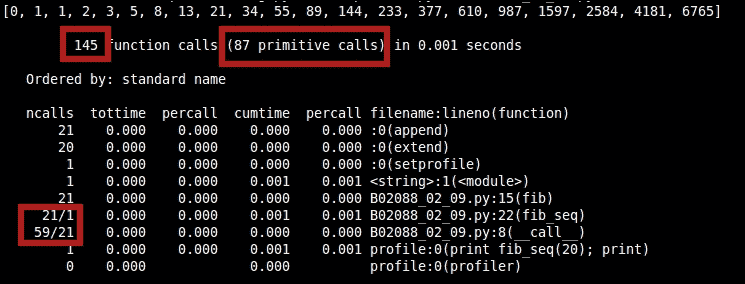 [0, 1, 1, 2, 3, 5, 8, 13, 21, 34, 55, 89, 144, 233, 377, 610, 987, 1597, 2584, 4181, 6765]
145 function calls (87 primitive calls) in 0.001 seconds
Ordered by: standard name
ncalls tottime percall cumtime percall filename:lineno(function)
21 0.000 0.000 0.000 0.000 :0(append)
20 0.000 0.000 0.000 0.000 :0(extend)
1 0.000 0.000 0.000 0.000 :0(setprofile)
1 0.000 0.000 0.001 0.001 <string>:1(<module>)
21 0.000 0.000 0.000 0.000 B02088_02_09.py:15(fib)
21/1 0.000 0.000 0.001 0.001 B02088_02_09.py:22(fib_seq)
59/21 0.000 0.000 0.000 0.000 B02088_02_09.py:8(__call__)
1 0.000 0.000 0.001 0.001 profile:0(print fib_seq(20); print)
0 0.000 0.000 profile:0(profiler)